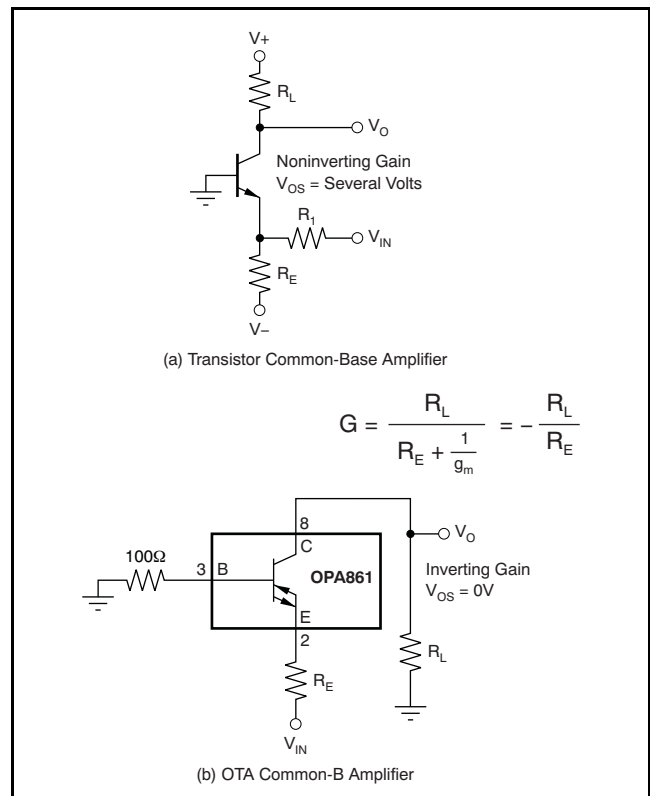 V+
R_L
V_O
Noninverting Gain
V_OS = Several Volts
R_1
V_IN
R_E
V−
(a) Transistor Common-Base Amplifier
G = R_L / (R_E + 1/g_m) = − R_L / R_E
8
V_O
C
100Ω
3 B
OPA861
Inverting Gain
V_OS = 0V
E
2
R_L
R_E
V_IN
(b) OTA Common-B Amplifier